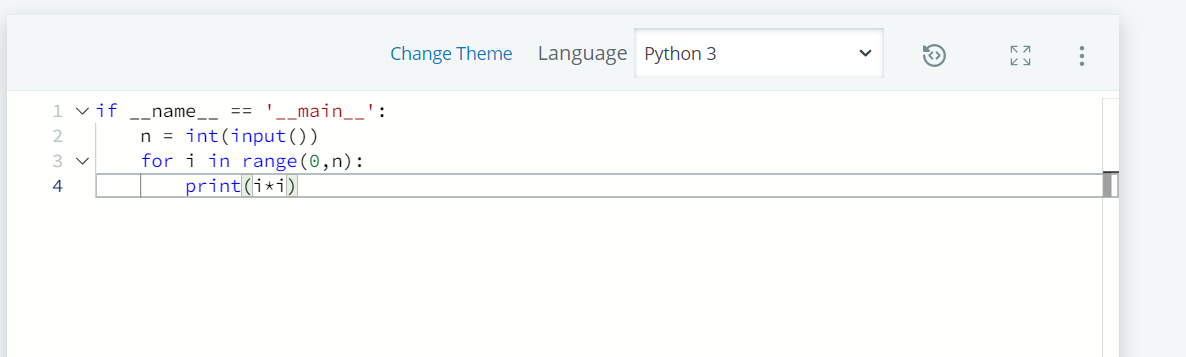 Change Theme Language Python 3
1 if __name__ == '__main__':
2 n = int(input())
3 for i in range(0,n):
4 print(i*i)